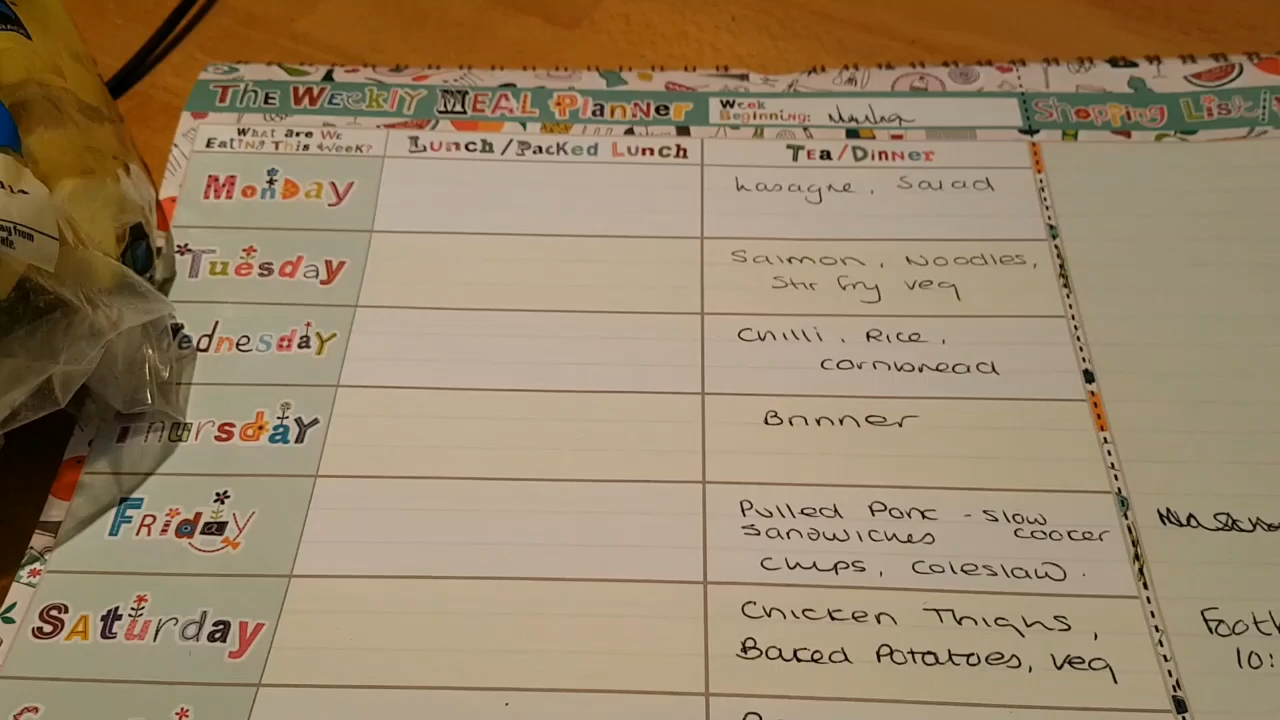 THE WEEKLY MEAL PLANNER
Week Beginning:
Shopping List
What are We Eating This Week?
Lunch/Packed Lunch
Tea/Dinner
Monday
Lasagne, Salad
Tuesday
Salmon, Noodles,
Stir fry veg
Wednesday
Chilli, Rice,
cornbread
Thursday
Brinner
Friday
Pulled Pork - slow
Sandwiches cooker
Chips, Coleslaw.
Saturday
Chicken Thighs,
Baked Potatoes, veg
10: